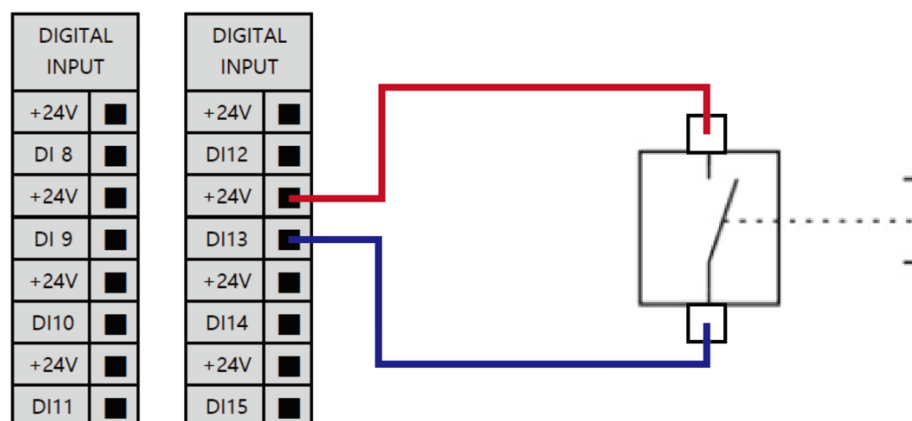 DIGITAL
INPUT
+24V
DI 8
+24V
DI 9
+24V
DI10
+24V
DI11
DIGITAL
INPUT
+24V
DI12
+24V
DI13
+24V
DI14
+24V
DI15